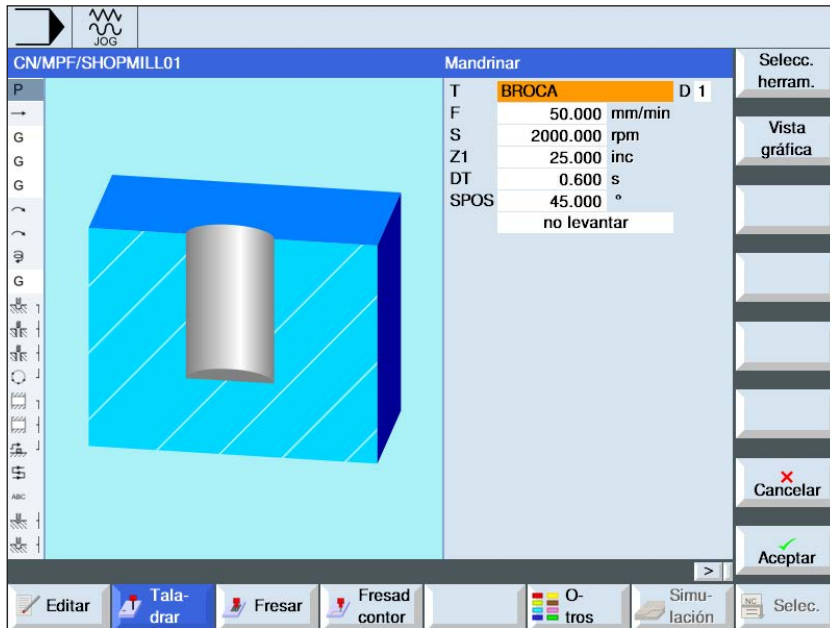 JOG
CN/MPF/SHOPMILL01
Mandrinar
P
G
G
G
G
ABC
T BROCA D 1
F 50.000 mm/min
S 2000.000 rpm
Z1 25.000 inc
DT 0.600 s
SPOS 45.000 °
no levantar
Selecc.
herram.
Vista
gráfica
Cancelar
Aceptar
>
Editar
Tala-
drar
Fresar
Fresad
contor
O-
tros
Simu-
lación
NC
Selec.